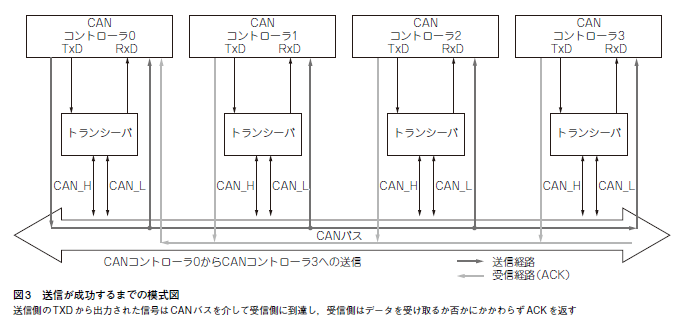 CAN
コントローラ0
TxD RxD
CAN
コントローラ1
TxD RxD
CAN
コントローラ2
TxD RxD
CAN
コントローラ3
TxD RxD
トランシーバ
トランシーバ
トランシーバ
トランシーバ
CAN_H CAN_L
CAN_H CAN_L
CAN_H CAN_L
CAN_H CAN_L
CANバス
CANコントローラ0からCANコントローラ3への送信
送信経路
受信経路(ACK)
図3 送信が成功するまでの模式図
送信側のTXDから出力された信号はCANバスを介して受信側に到達し，受信側はデータを受け取るか否かにかかわらずACKを返す